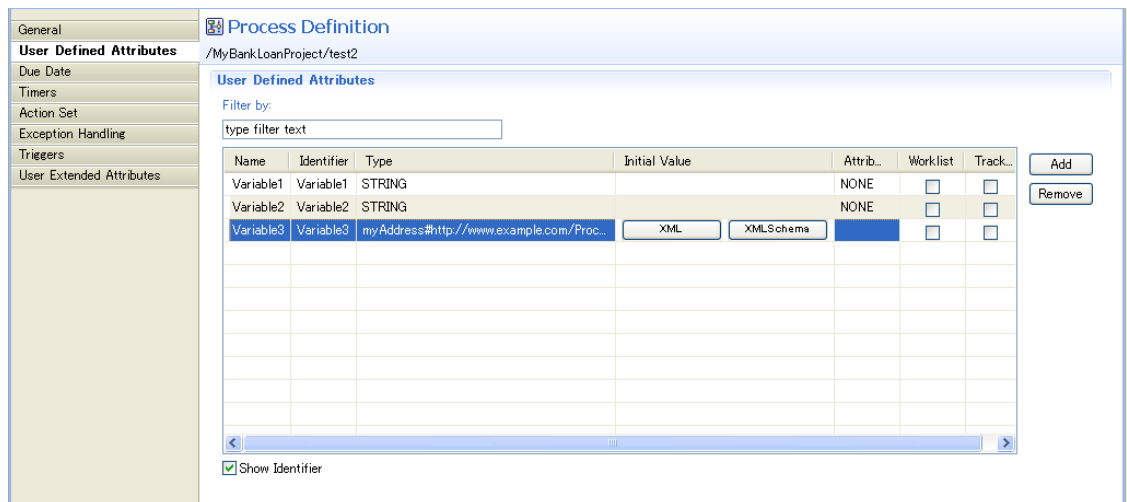 General
User Defined Attributes
Due Date
Timers
Action Set
Exception Handling
Triggers
User Extended Attributes
Process Definition
/MyBankLoanProject/test2
User Defined Attributes
Filter by:
type filter text
Name Identifier Type Initial Value Attrib... Worklist Track...
Variable1 Variable1 STRING NONE
Variable2 Variable2 STRING NONE
Variable3 Variable3 myAddress#http://www.example.com/Proc... XML XMLSchema
Add
Remove
Show Identifier